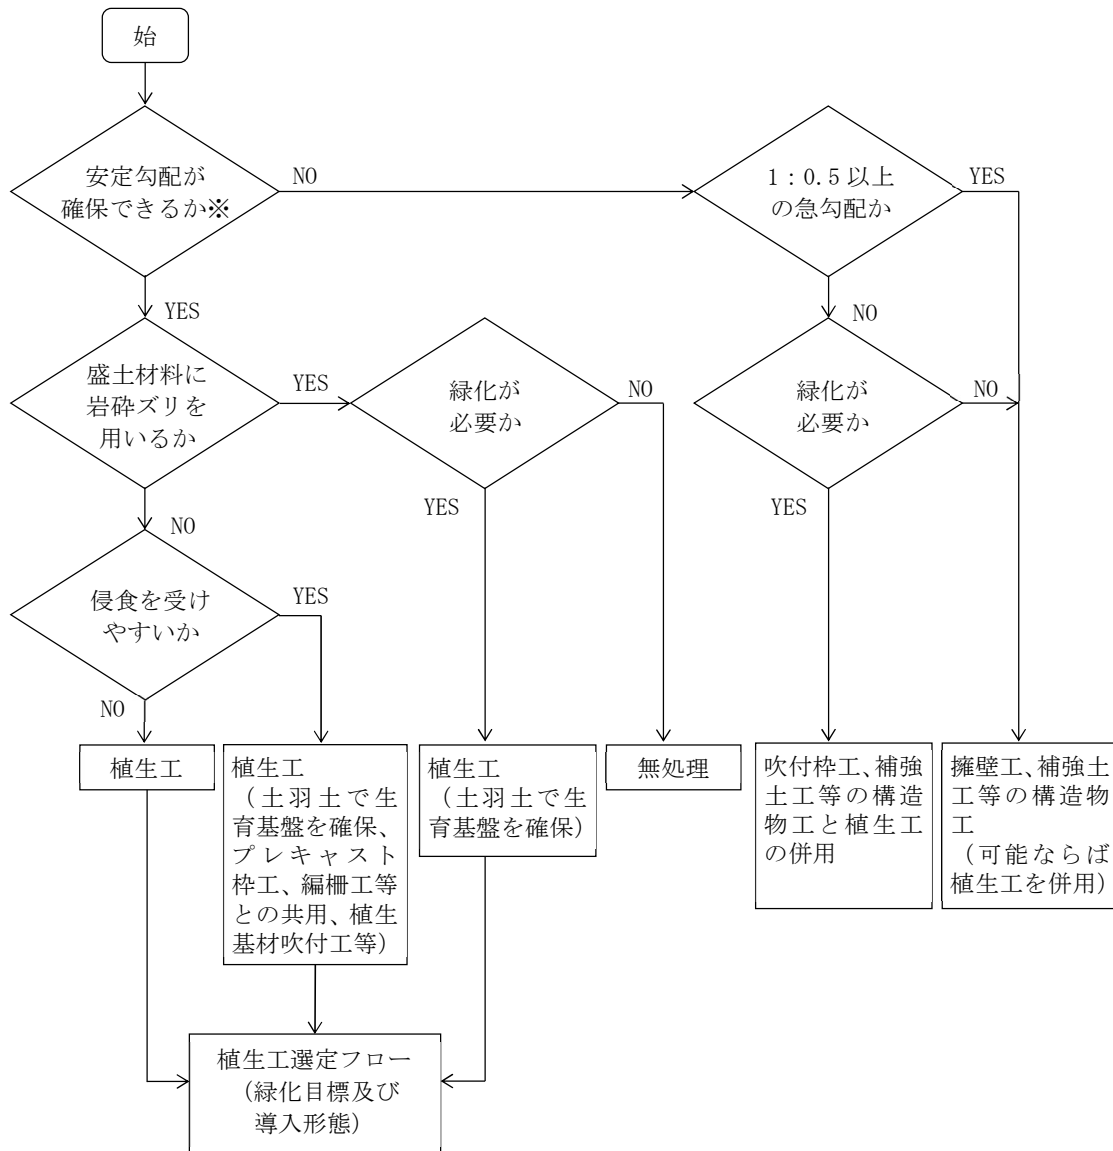 始
安定勾配が
確保できるか※
NO
1：0.5以上
の急勾配か
YES
YES
NO
盛土材料に
岩砕ズリを
用いるか
YES
緑化が
必要か
NO
緑化が
必要か
NO
YES
YES
NO
侵食を受け
やすいか
YES
NO
植生工
植生工
（土羽土で生
育基盤を確保、
プレキャスト
枠工、編柵工等
との共用、植生
基材吹付工等）
植生工
（土羽土で生
育基盤を確保）
無処理
吹付枠工、補強
土工等の構造
物工と植生工
の併用
擁壁工、補強土
工等の構造物
工
（可能ならば
植生工を併用）
植生工選定フロー
（緑化目標及び
導入形態）